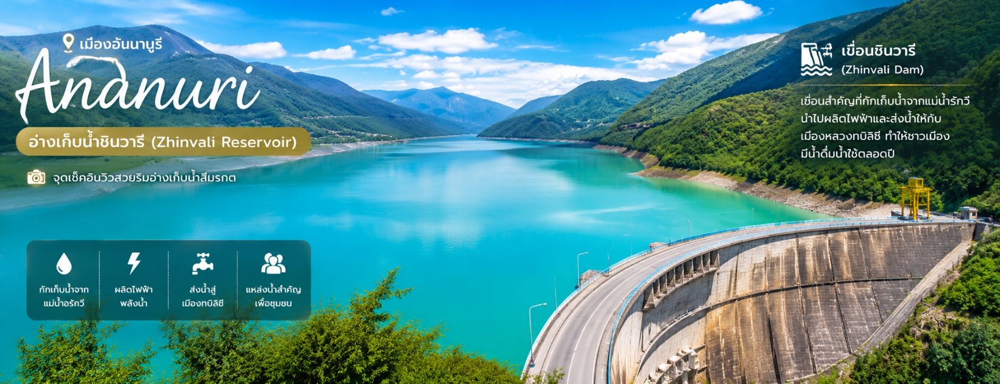 เมืองอันนานูรี
Ananuri
อ่างเก็บน้ำชินวารี (Zhinvali Reservoir)
จุดเช็คอินวิวสวยริมอ่างเก็บน้ำสีมรกต
กักเก็บน้ำจาก
แม่น้ำอรักวี
ผลิตไฟฟ้า
พลังน้ำ
ส่งน้ำสู่
เมืองทบิลิซี
แหล่งน้ำสำคัญ
เพื่อชุมชน
เขื่อนชินวารี
(Zhinvali Dam)
เขื่อนสำคัญที่กักเก็บน้ำจากแม่น้ำรักวี
นำไปผลิตไฟฟ้าและส่งน้ำให้กับ
เมืองหลวงทบิลิซี ทำให้ชาวเมือง
มีน้ำดื่มน้ำใช้ตลอดปี